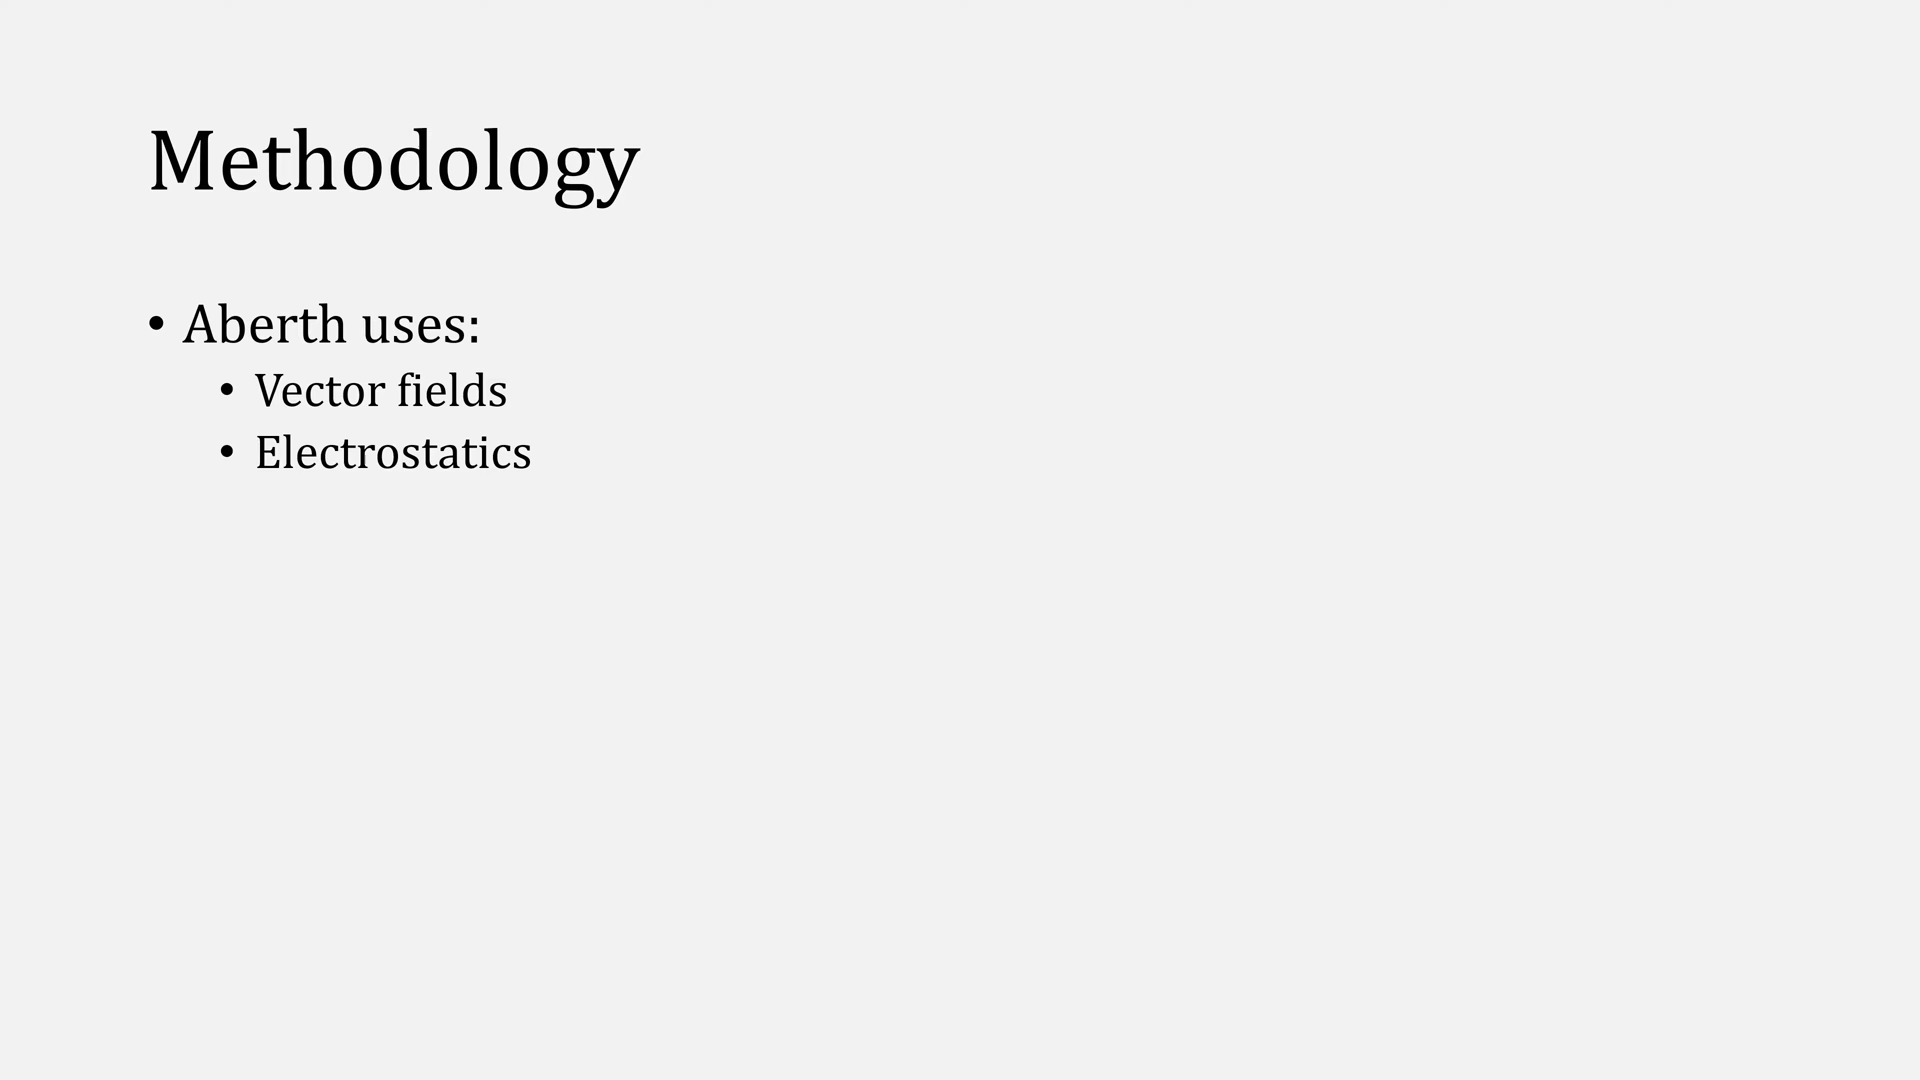 Methodology
• Aberth uses:
• Vector fields
• Electrostatics